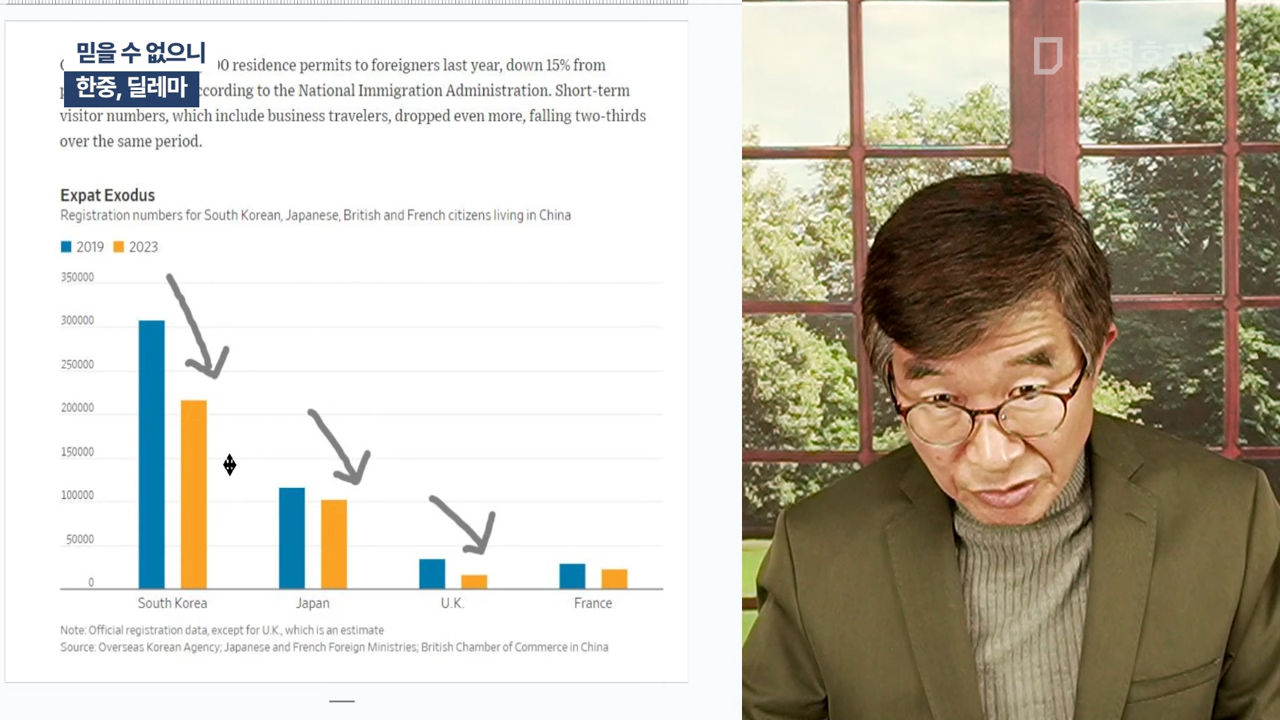 믿을 수 없으니
한중, 딜레마
00 residence permits to foreigners last year, down 15% from
ccording to the National Immigration Administration. Short-term
visitor numbers, which include business travelers, dropped even more, falling two-thirds
over the same period.
Expat Exodus
Registration numbers for South Korean, Japanese, British and French citizens living in China
2019 2023
350000
300000
250000
200000
150000
100000
50000
0
South Korea Japan U.K. France
Note: Official registration data, except for U.K., which is an estimate
Source: Overseas Korean Agency; Japanese and French Foreign Ministries; British Chamber of Commerce in China